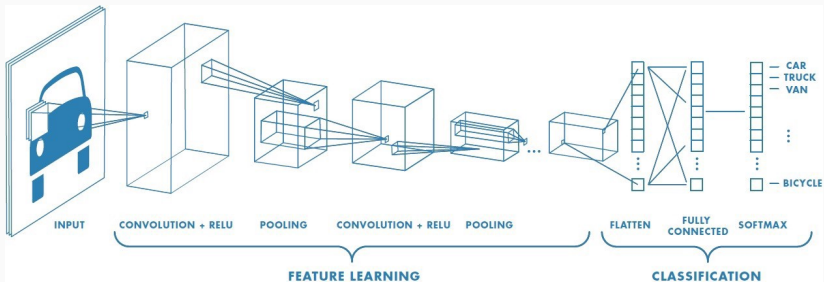 CAR
TRUCK
VAN
BICYCLE
INPUT
CONVOLUTION + RELU
POOLING
CONVOLUTION + RELU
POOLING
FLATTEN
FULLY
CONNECTED
SOFTMAX
FEATURE LEARNING
CLASSIFICATION